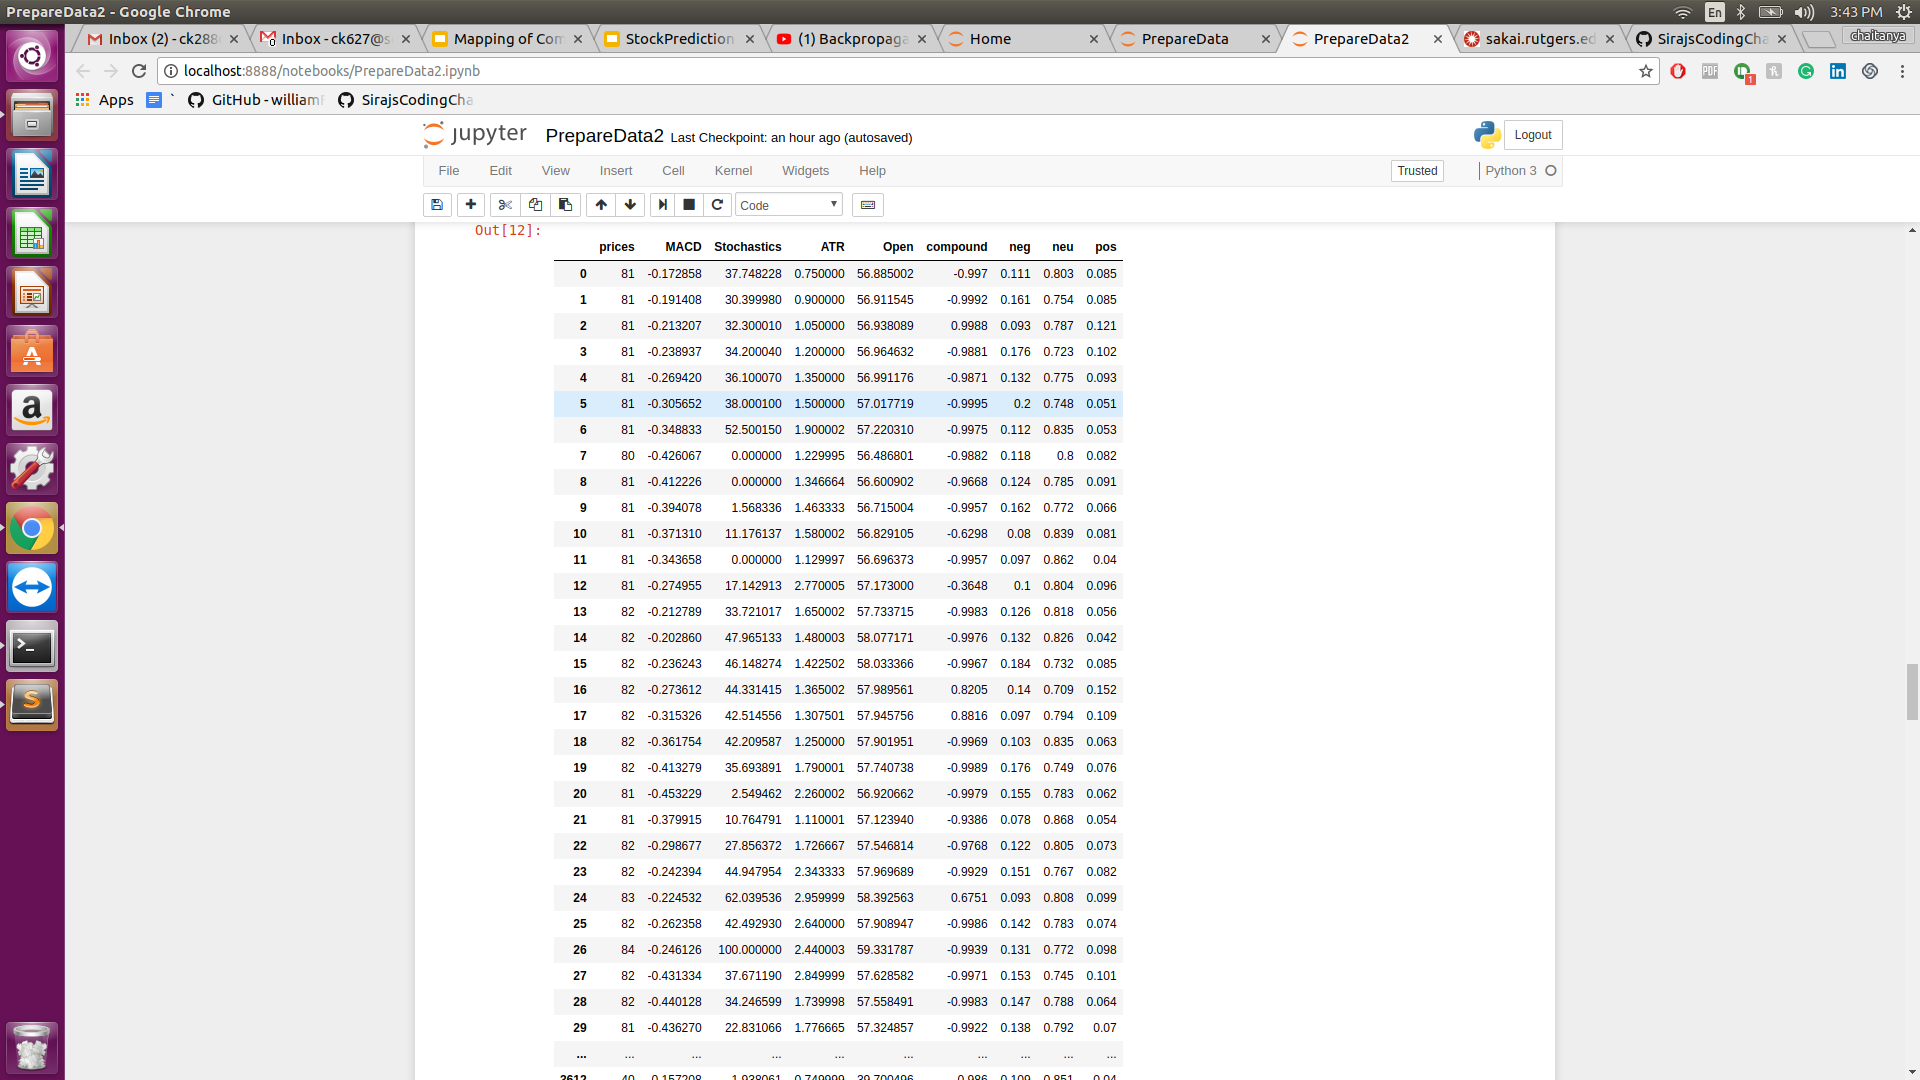 PrepareData2 - Google Chrome
En
3:43 PM
Inbox (2) - ck288
Inbox - ck627@s
Mapping of Com
StockPrediction
(1) Backpropaga
Home
PrepareData
PrepareData2
sakai.rutgers.ed
SirajsCodingCha
chaitanya
localhost:8888/notebooks/PrepareData2.ipynb
Apps
GitHub - william
SirajsCodingCha
jupyter PrepareData2 Last Checkpoint: an hour ago (autosaved)
Logout
File Edit View Insert Cell Kernel Widgets Help
Trusted
Python 3
Code
Out[12]:
prices MACD Stochastics ATR Open compound neg neu pos
0 81 -0.172858 37.748228 0.750000 56.885002 -0.997 0.111 0.803 0.085
1 81 -0.191408 30.399980 0.900000 56.911545 -0.9992 0.161 0.754 0.085
2 81 -0.213207 32.300010 1.050000 56.938089 0.9988 0.093 0.787 0.121
3 81 -0.238937 34.200040 1.200000 56.964632 -0.9881 0.176 0.723 0.102
4 81 -0.269420 36.100070 1.350000 56.991176 -0.9871 0.132 0.775 0.093
5 81 -0.305652 38.000100 1.500000 57.017719 -0.9995 0.2 0.748 0.051
6 81 -0.348833 52.500150 1.900002 57.220310 -0.9975 0.112 0.835 0.053
7 80 -0.426067 0.000000 1.229995 56.486801 -0.9882 0.118 0.8 0.082
8 81 -0.412226 0.000000 1.346664 56.600902 -0.9668 0.124 0.785 0.091
9 81 -0.394078 1.568336 1.463333 56.715004 -0.9957 0.162 0.772 0.066
10 81 -0.371310 11.176137 1.580002 56.829105 -0.6298 0.08 0.839 0.081
11 81 -0.343658 0.000000 1.129997 56.696373 -0.9957 0.097 0.862 0.04
12 81 -0.274955 17.142913 2.770005 57.173000 -0.3648 0.1 0.804 0.096
13 82 -0.212789 33.721017 1.650002 57.733715 -0.9983 0.126 0.818 0.056
14 82 -0.202860 47.965133 1.480003 58.077171 -0.9976 0.132 0.826 0.042
15 82 -0.236243 46.148274 1.422502 58.033366 -0.9967 0.184 0.732 0.085
16 82 -0.273612 44.331415 1.365002 57.989561 0.8205 0.14 0.709 0.152
17 82 -0.315326 42.514556 1.307501 57.945756 0.8816 0.097 0.794 0.109
18 82 -0.361754 42.209587 1.250000 57.901951 -0.9969 0.103 0.835 0.063
19 82 -0.413279 35.693891 1.790001 57.740738 -0.9989 0.176 0.749 0.076
20 81 -0.453229 2.549462 2.260002 56.920662 -0.9979 0.155 0.783 0.062
21 81 -0.379915 10.764791 1.110001 57.123940 -0.9386 0.078 0.868 0.054
22 82 -0.298677 27.856372 1.726667 57.546814 -0.9768 0.122 0.805 0.073
23 82 -0.242394 44.947954 2.343333 57.969689 -0.9929 0.151 0.767 0.082
24 83 -0.224532 62.039536 2.959999 58.392563 0.6751 0.093 0.808 0.099
25 82 -0.262358 42.492930 2.640000 57.908947 -0.9986 0.142 0.783 0.074
26 84 -0.246126 100.000000 2.440003 59.331787 -0.9939 0.131 0.772 0.098
27 82 -0.431334 37.671190 2.849999 57.628582 -0.9971 0.153 0.745 0.101
28 82 -0.440128 34.246599 1.739998 57.558491 -0.9983 0.147 0.788 0.064
29 81 -0.436270 22.831066 1.776665 57.324857 -0.9922 0.138 0.792 0.07
... ... ... ... ... ... ... ... ... ...